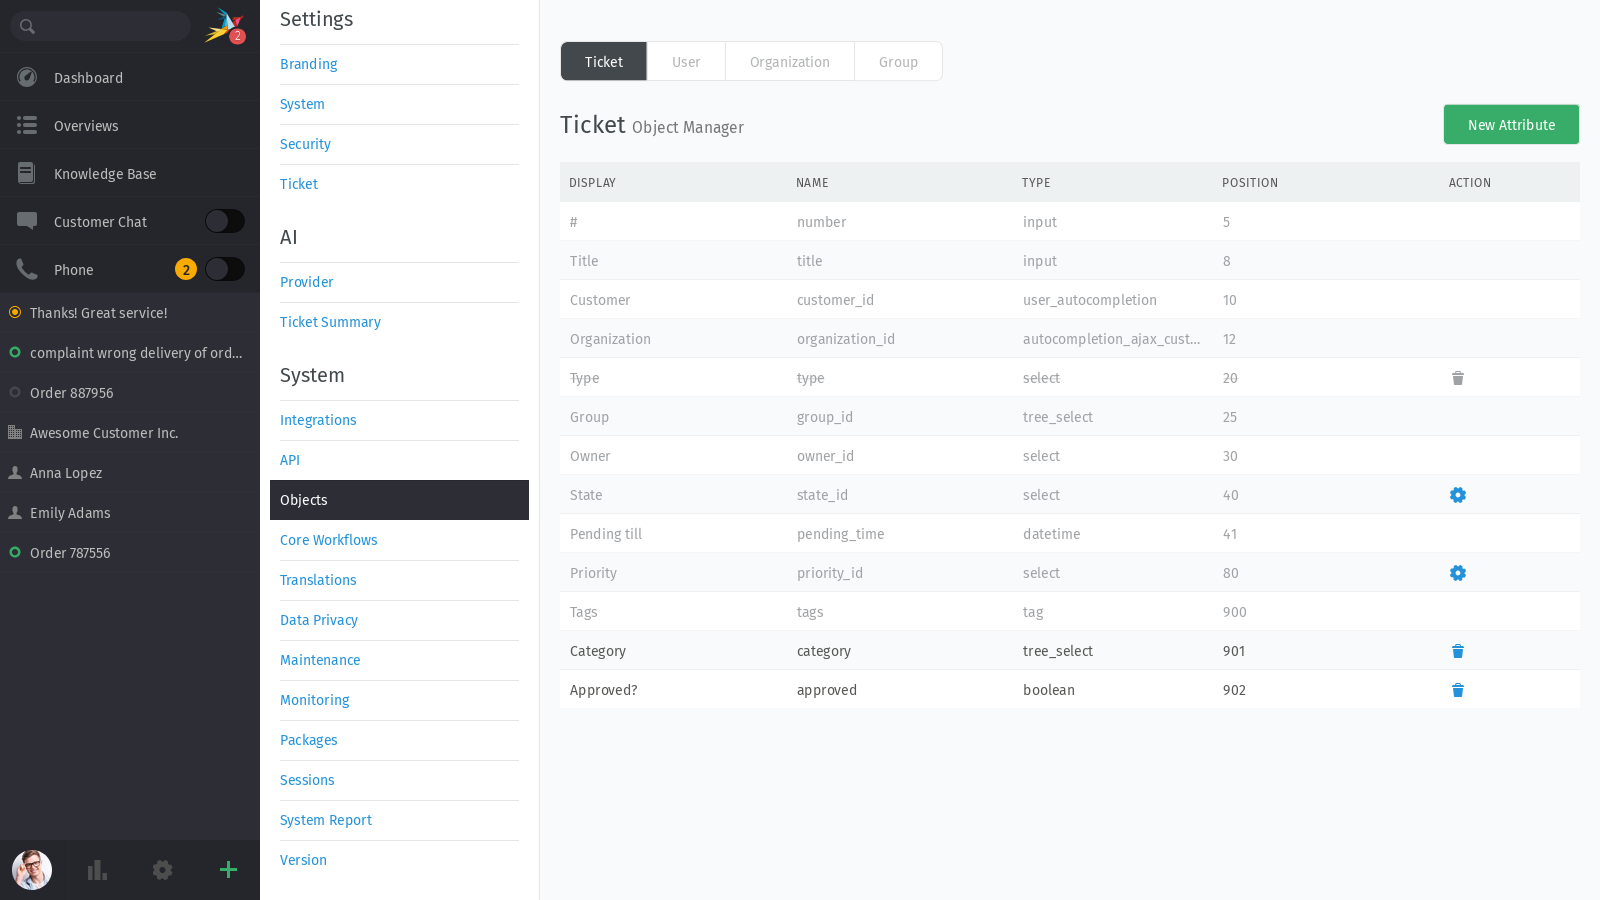 2
Dashboard
Overviews
Knowledge Base
Customer Chat
Phone 2
Thanks! Great service!
complaint wrong delivery of ord...
Order 887956
Awesome Customer Inc.
Anna Lopez
Emily Adams
Order 787556
Settings
Branding
System
Security
Ticket
AI
Provider
Ticket Summary
System
Integrations
API
Objects
Core Workflows
Translations
Data Privacy
Maintenance
Monitoring
Packages
Sessions
System Report
Version
Ticket User Organization Group
Ticket Object Manager New Attribute
DISPLAY NAME TYPE POSITION ACTION
# number input 5
Title title input 8
Customer customer_id user_autocompletion 10
Organization organization_id autocompletion_ajax_cust... 12
Type type select 20
Group group_id tree_select 25
Owner owner_id select 30
State state_id select 40
Pending till pending_time datetime 41
Priority priority_id select 80
Tags tags tag 900
Category category tree_select 901
Approved? approved boolean 902